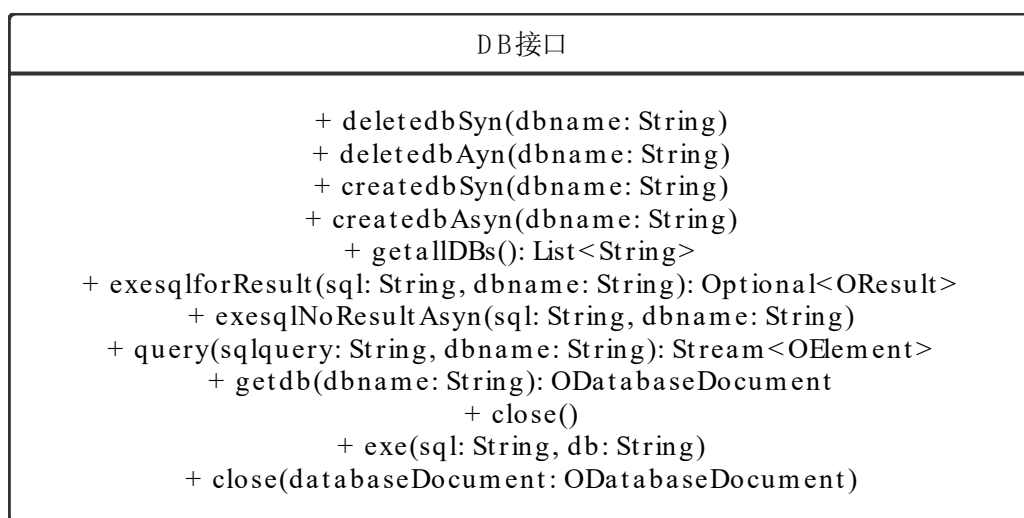 DB接口
+ deletedbSyn(dbname: String)
+ deletedbAyn(dbname: String)
+ createdbSyn(dbname: String)
+ createdbAsyn(dbname: String)
+ getallDBs(): List<String>
+ exesqlforResult(sql: String, dbname: String): Optional<OResult>
+ exesqlNoResultAsyn(sql: String, dbname: String)
+ query(sqlquery: String, dbname: String): Stream<OElement>
+ getdb(dbname: String): ODatabaseDocument
+ close()
+ exe(sql: String, db: String)
+ close(databaseDocument: ODatabaseDocument)